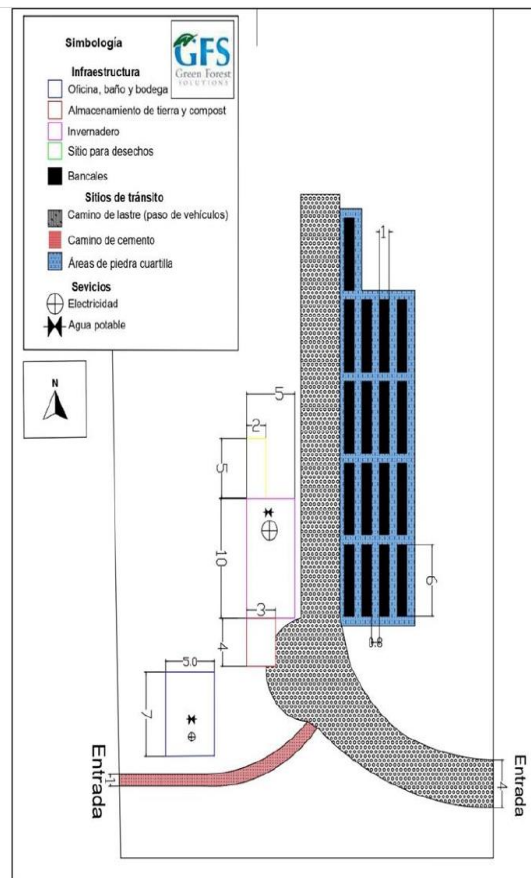 Simbología
GFS
Green Forest
SOLUTIONS
Infraestructura
Oficina, baño y bodega
Almacenamiento de tierra y compost
Invernadero
Sitio para desechos
Bancales
Sitios de tránsito
Camino de lastre (paso de vehículos)
Camino de cemento
Áreas de piedra cuartilla
Sevicios
Electricidad
Agua potable
N
1
5
2
5
10
6
3
4
0.8
5.0
7
1
4
Entrada
Entrada